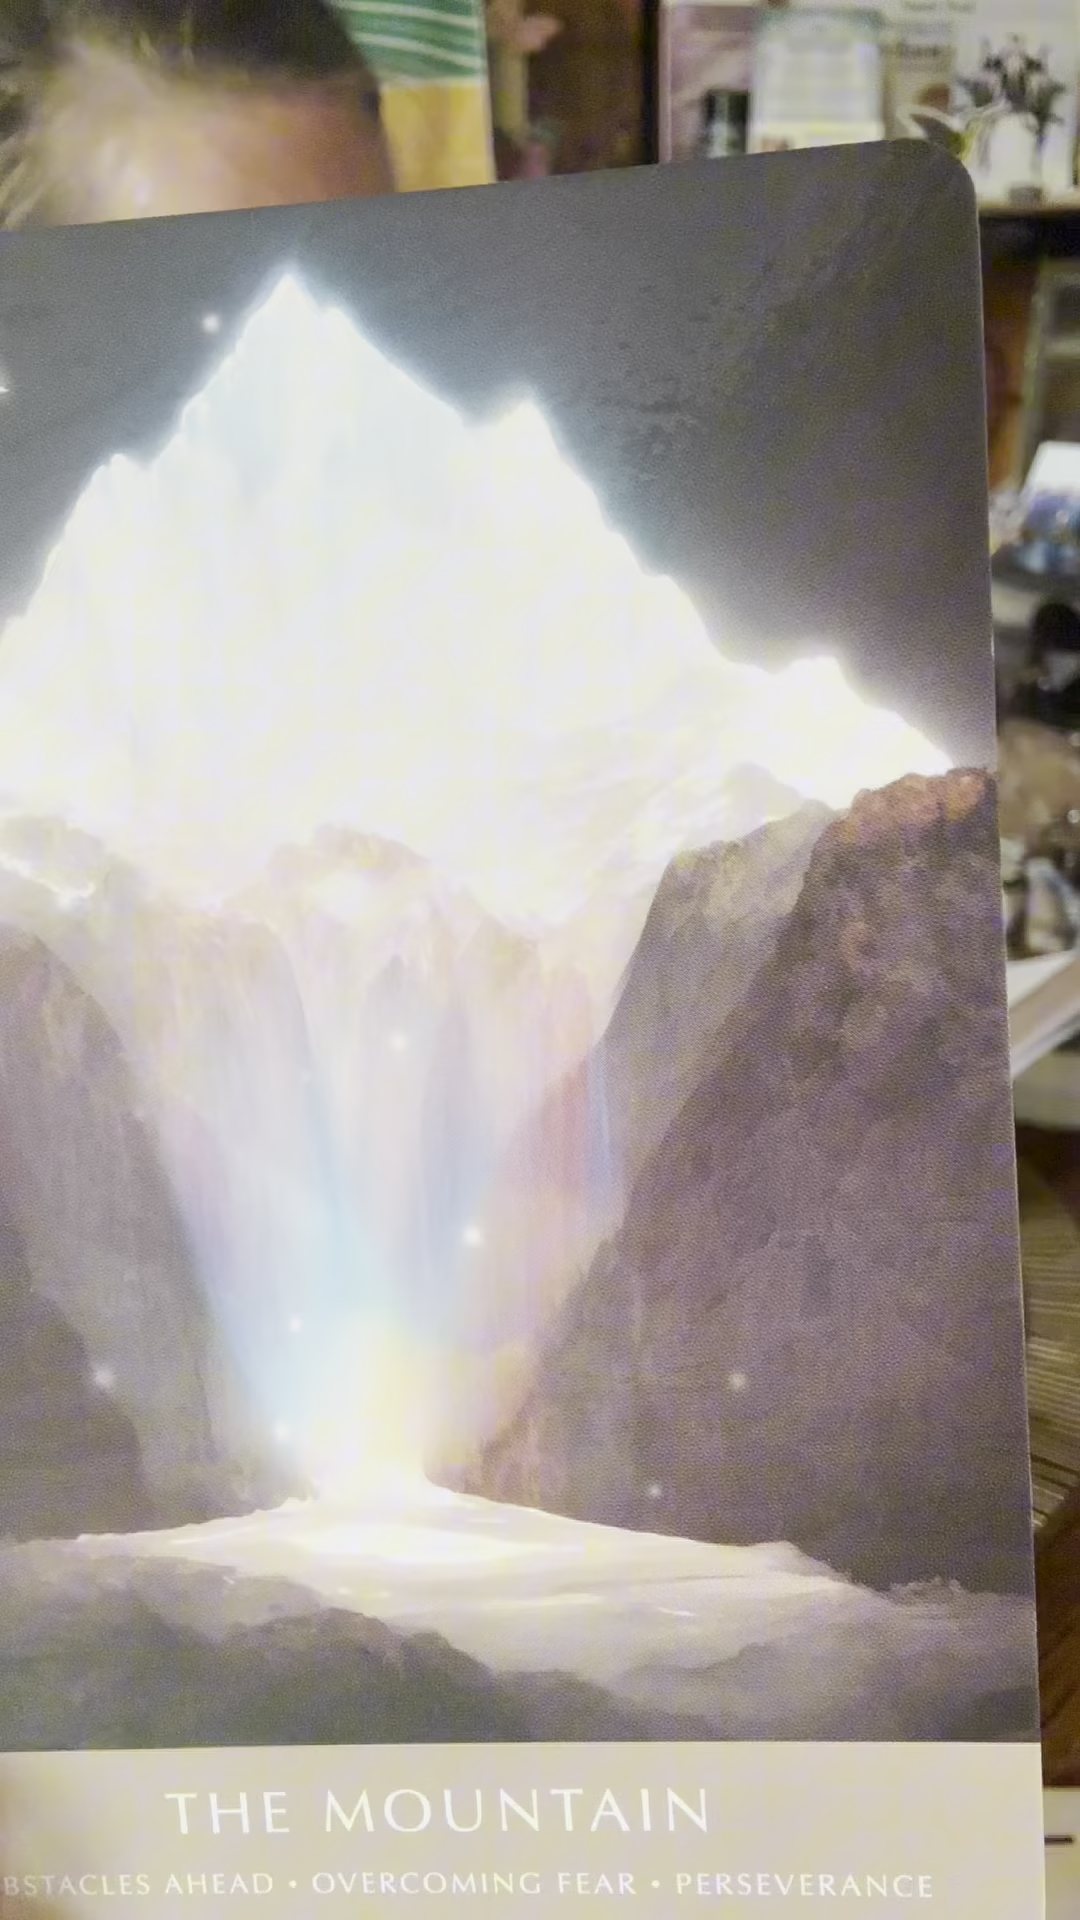 THE MOUNTAIN
BSTACLES AHEAD • OVERCOMING FEAR • PERSEVERANCE